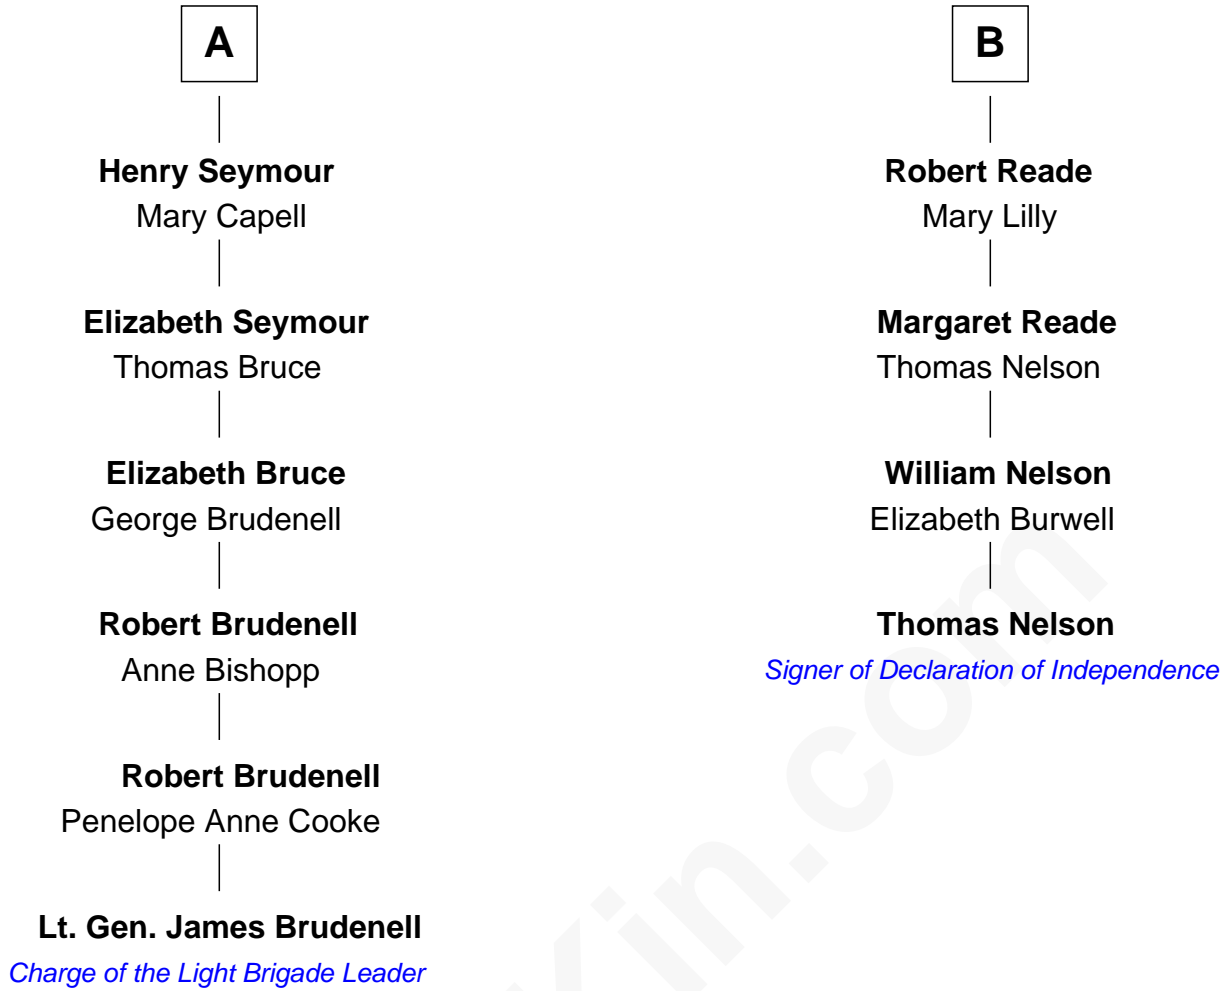 A
Henry Seymour
Mary Capell
Elizabeth Seymour
Thomas Bruce
Elizabeth Bruce
George Brudenell
Robert Brudenell
Anne Bishopp
Robert Brudenell
Penelope Anne Cooke
Lt. Gen. James Brudenell
Charge of the Light Brigade Leader
B
Robert Reade
Mary Lilly
Margaret Reade
Thomas Nelson
William Nelson
Elizabeth Burwell
Thomas Nelson
Signer of Declaration of Independence
Kin.com